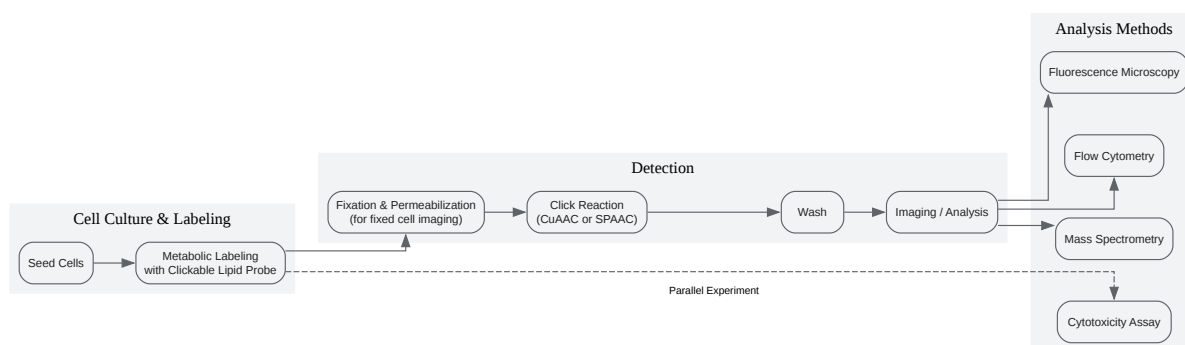 Cell Culture & Labeling
Seed Cells
Metabolic Labeling
with Clickable Lipid Probe
Detection
Fixation & Permeabilization
(for fixed cell imaging)
Click Reaction
(CuAAC or SPAAC)
Wash
Imaging / Analysis
Parallel Experiment
Analysis Methods
Fluorescence Microscopy
Flow Cytometry
Mass Spectrometry
Cytotoxicity Assay